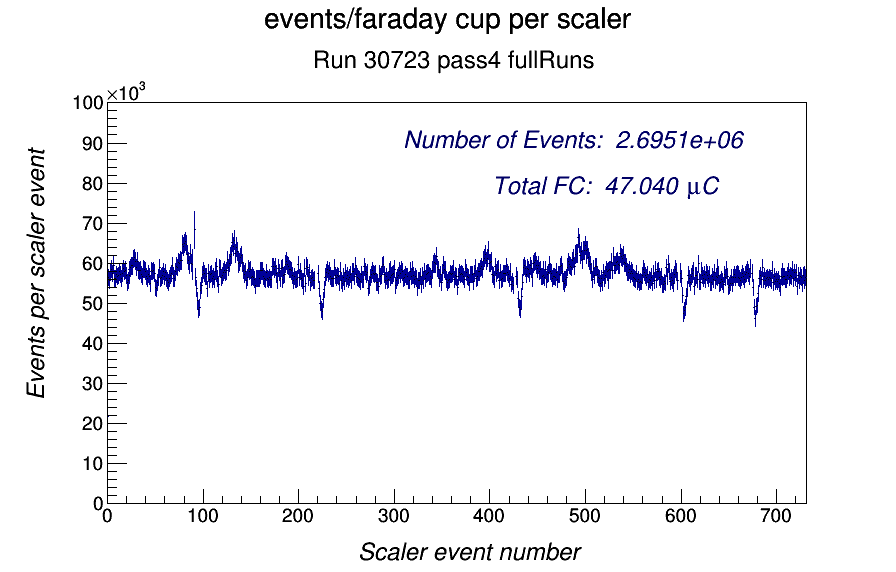 events/faraday cup per scaler
Run 30723 pass4 fullRuns
×10³
100
90
80
70
60
50
40
30
20
10
0
Events per scaler event
Number of Events: 2.6951e+06
Total FC: 47.040 μC
0 100 200 300 400 500 600 700
Scaler event number